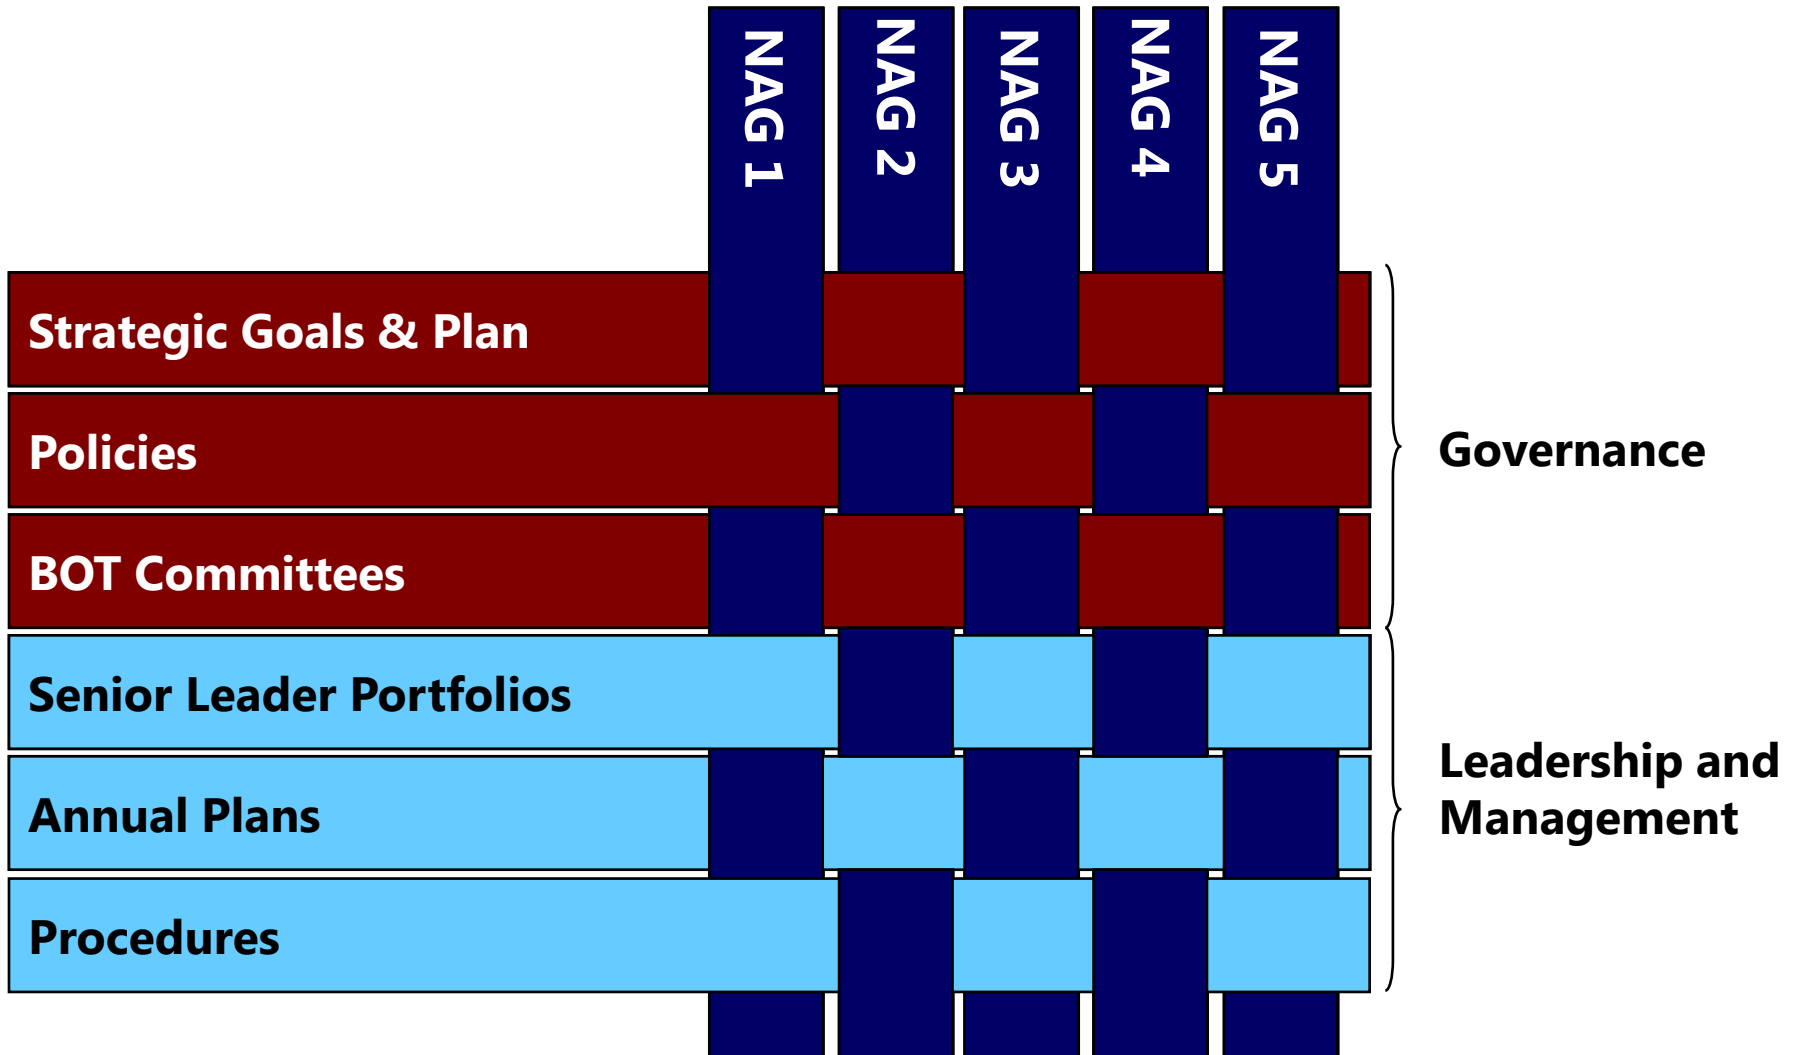 NAG 1
NAG 2
NAG 3
NAG 4
NAG 5
Strategic Goals & Plan
Policies
BOT Committees
Senior Leader Portfolios
Annual Plans
Procedures
Governance
Leadership and
Management